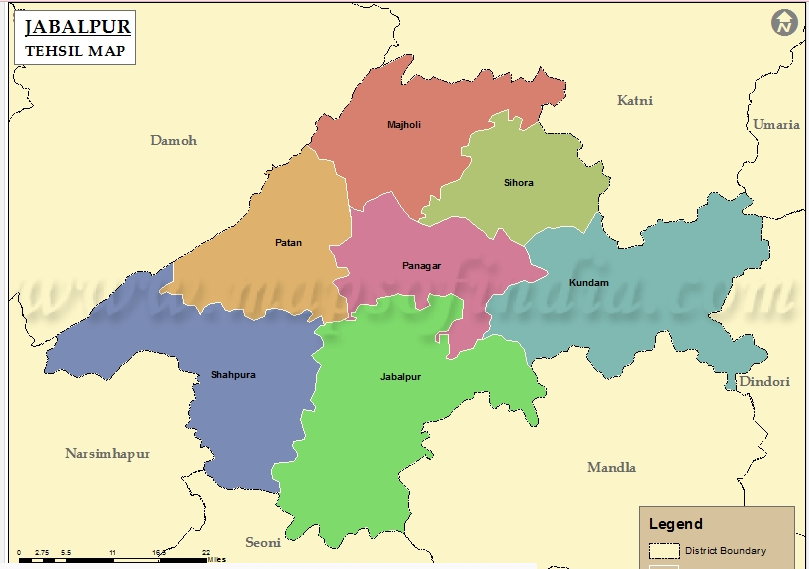 JABALPUR
TEHSIL MAP
N
Katni
Umaria
Damoh
Majholi
Sihora
Patan
Panagar
Kundam
www.mapsofindia.com
Shahpura
Jabalpur
Dindori
Narsimhapur
Mandla
Seoni
Legend
District Boundary
0 2.75 5.5 11 16.5 22
Miles